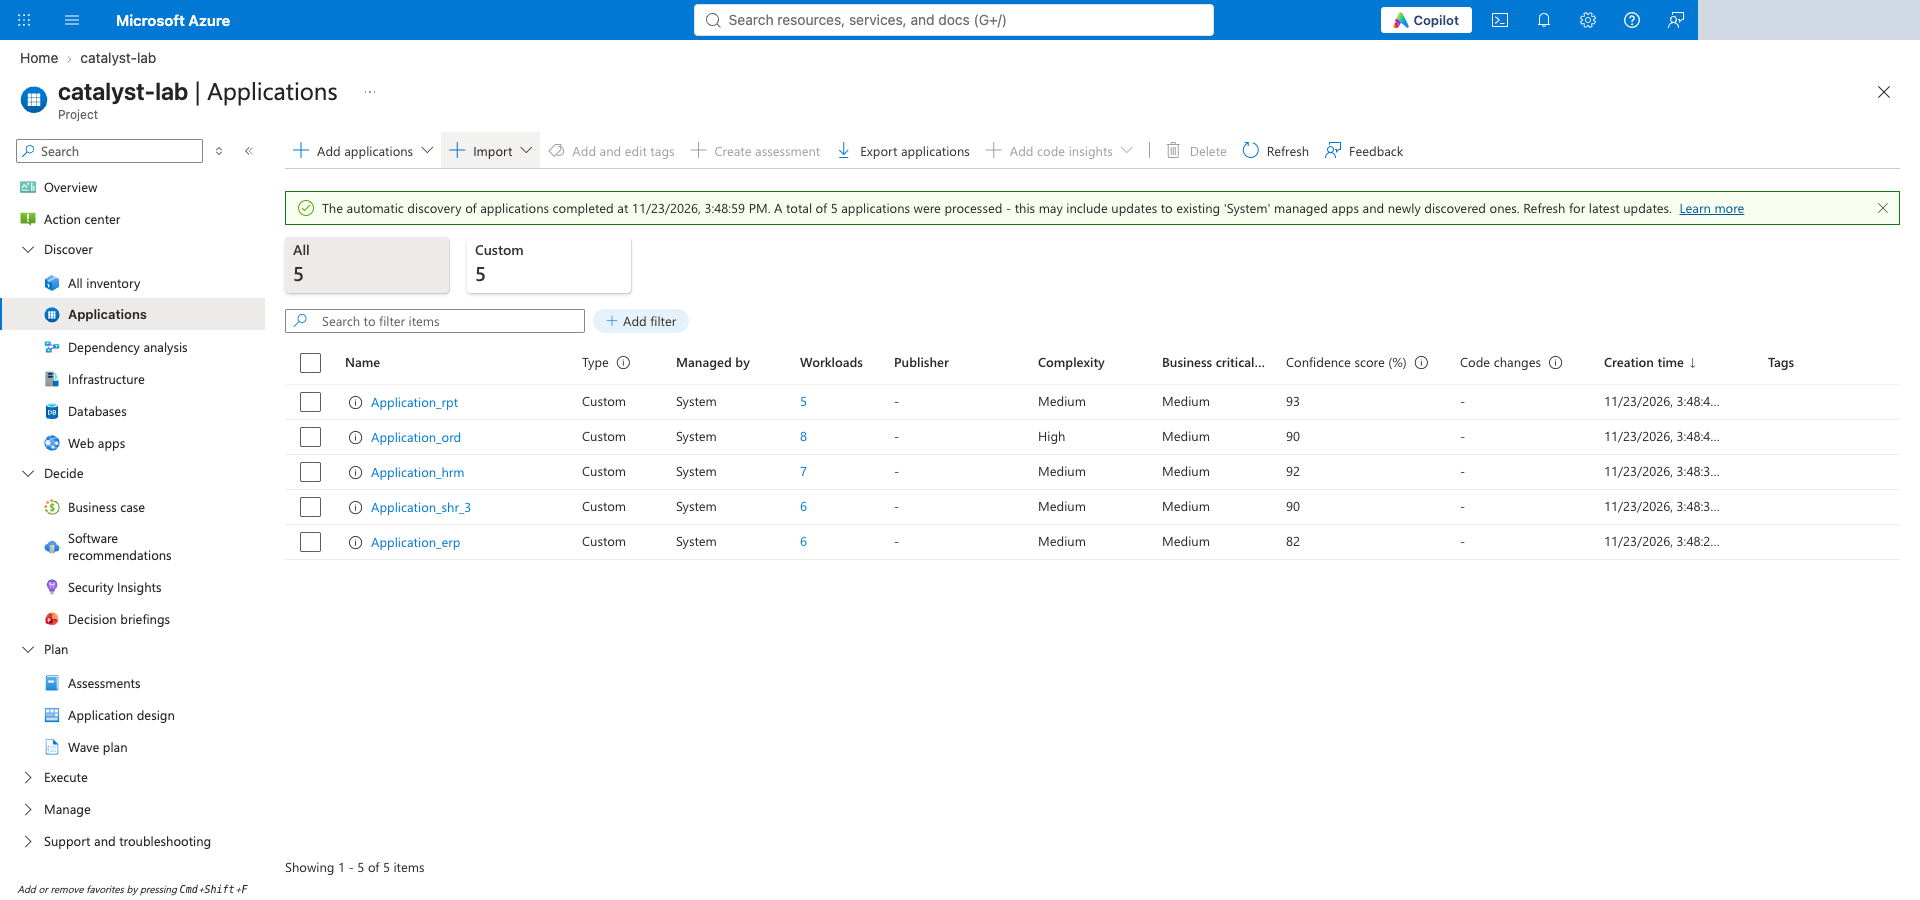 Microsoft Azure
Search resources, services, and docs (G+/)
Copilot
Home > catalyst-lab
catalyst-lab | Applications ...
Project
Search
Add applications
Import
Add and edit tags
Create assessment
Export applications
Add code insights
Delete
Refresh
Feedback
Overview
Action center
Discover
All inventory
Applications
Dependency analysis
Infrastructure
Databases
Web apps
Decide
Business case
Software
recommendations
Security Insights
Decision briefings
Plan
Assessments
Application design
Wave plan
Execute
Manage
Support and troubleshooting
Add or remove favorites by pressing Cmd+Shift+F
The automatic discovery of applications completed at 11/23/2026, 3:48:59 PM. A total of 5 applications were processed - this may include updates to existing 'System' managed apps and newly discovered ones. Refresh for latest updates. Learn more
All
5
Custom
5
Search to filter items
Add filter
Name Type Managed by Workloads Publisher Complexity Business critical... Confidence score (%) Code changes Creation time ↓ Tags
Application_rpt Custom System 5 - Medium Medium 93 - 11/23/2026, 3:48:4...
Application_ord Custom System 8 - High Medium 90 - 11/23/2026, 3:48:4...
Application_hrm Custom System 7 - Medium Medium 92 - 11/23/2026, 3:48:3...
Application_shr_3 Custom System 6 - Medium Medium 90 - 11/23/2026, 3:48:3...
Application_erp Custom System 6 - Medium Medium 82 - 11/23/2026, 3:48:2...
Showing 1 - 5 of 5 items